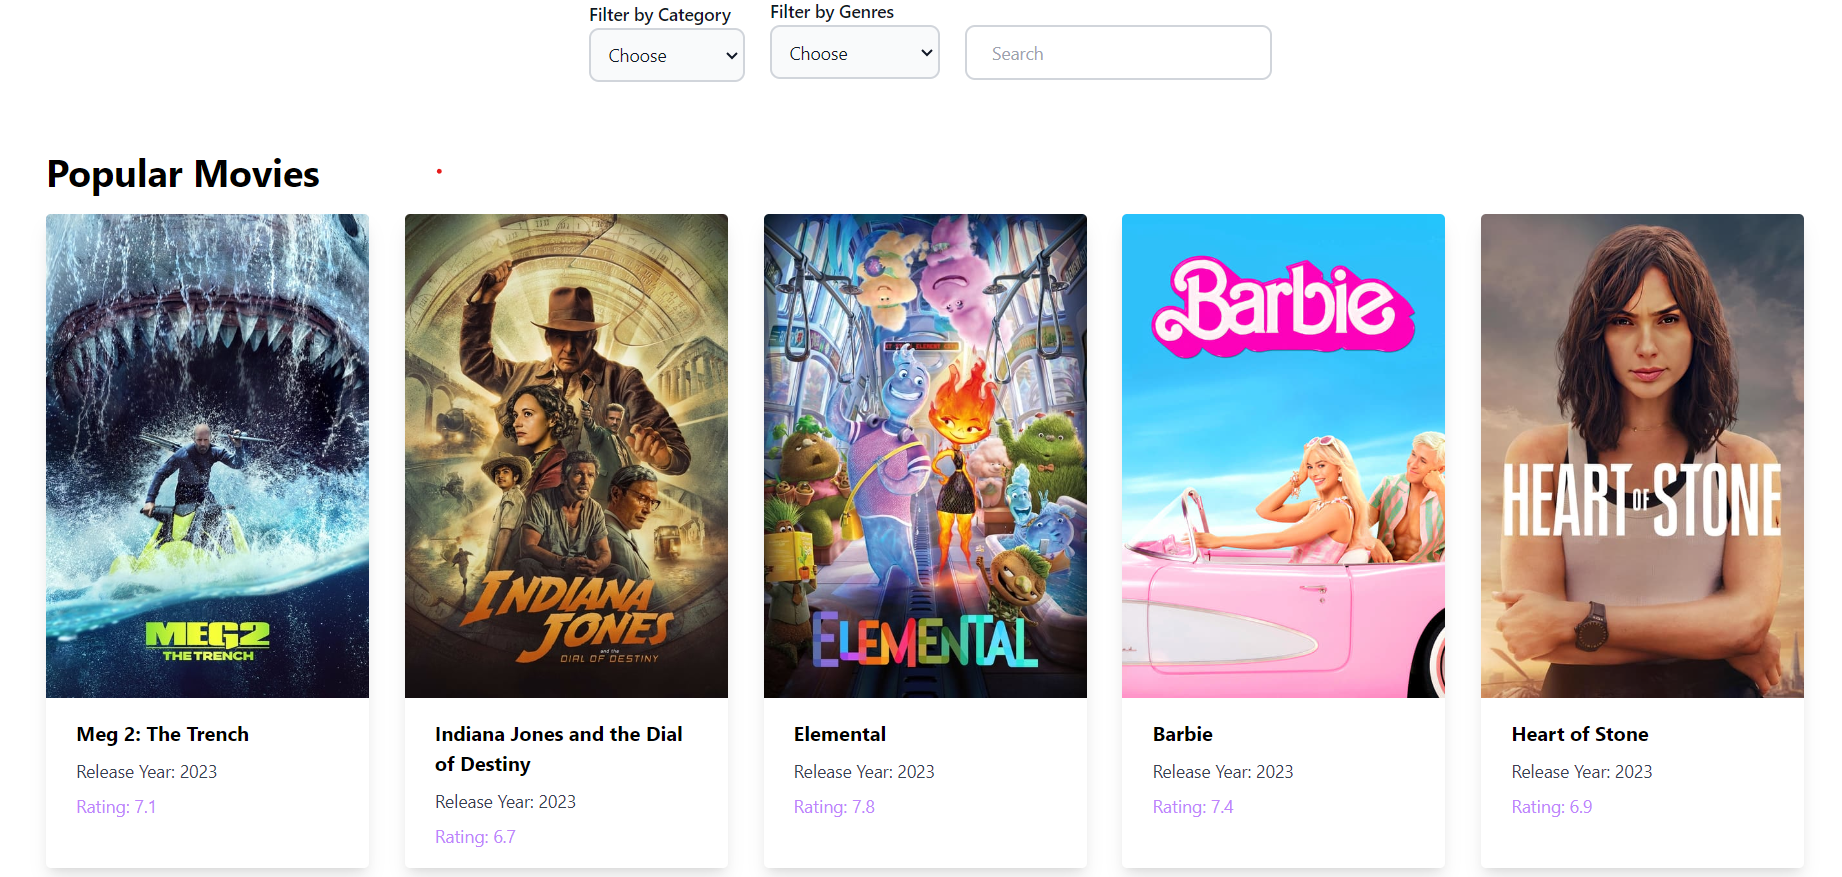 Filter by Category
Filter by Genres
Choose
Choose
Search
Popular Movies
MEG2
THE TRENCH
INDIANA
JONES
and the
DIAL OF DESTINY
ELEMENTAL
Barbie
HEART OF STONE
Meg 2: The Trench
Release Year: 2023
Rating: 7.1
Indiana Jones and the Dial
of Destiny
Release Year: 2023
Rating: 6.7
Elemental
Release Year: 2023
Rating: 7.8
Barbie
Release Year: 2023
Rating: 7.4
Heart of Stone
Release Year: 2023
Rating: 6.9